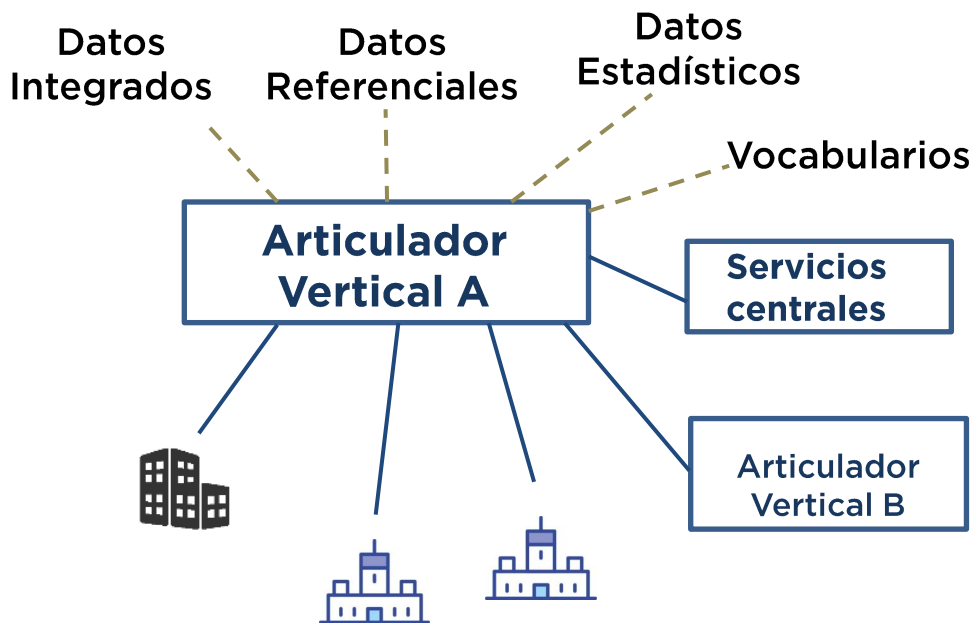 Datos
Integrados
Datos
Referenciales
Datos
Estadísticos
Vocabularios
Articulador
Vertical A
Servicios
centrales
Articulador
Vertical B